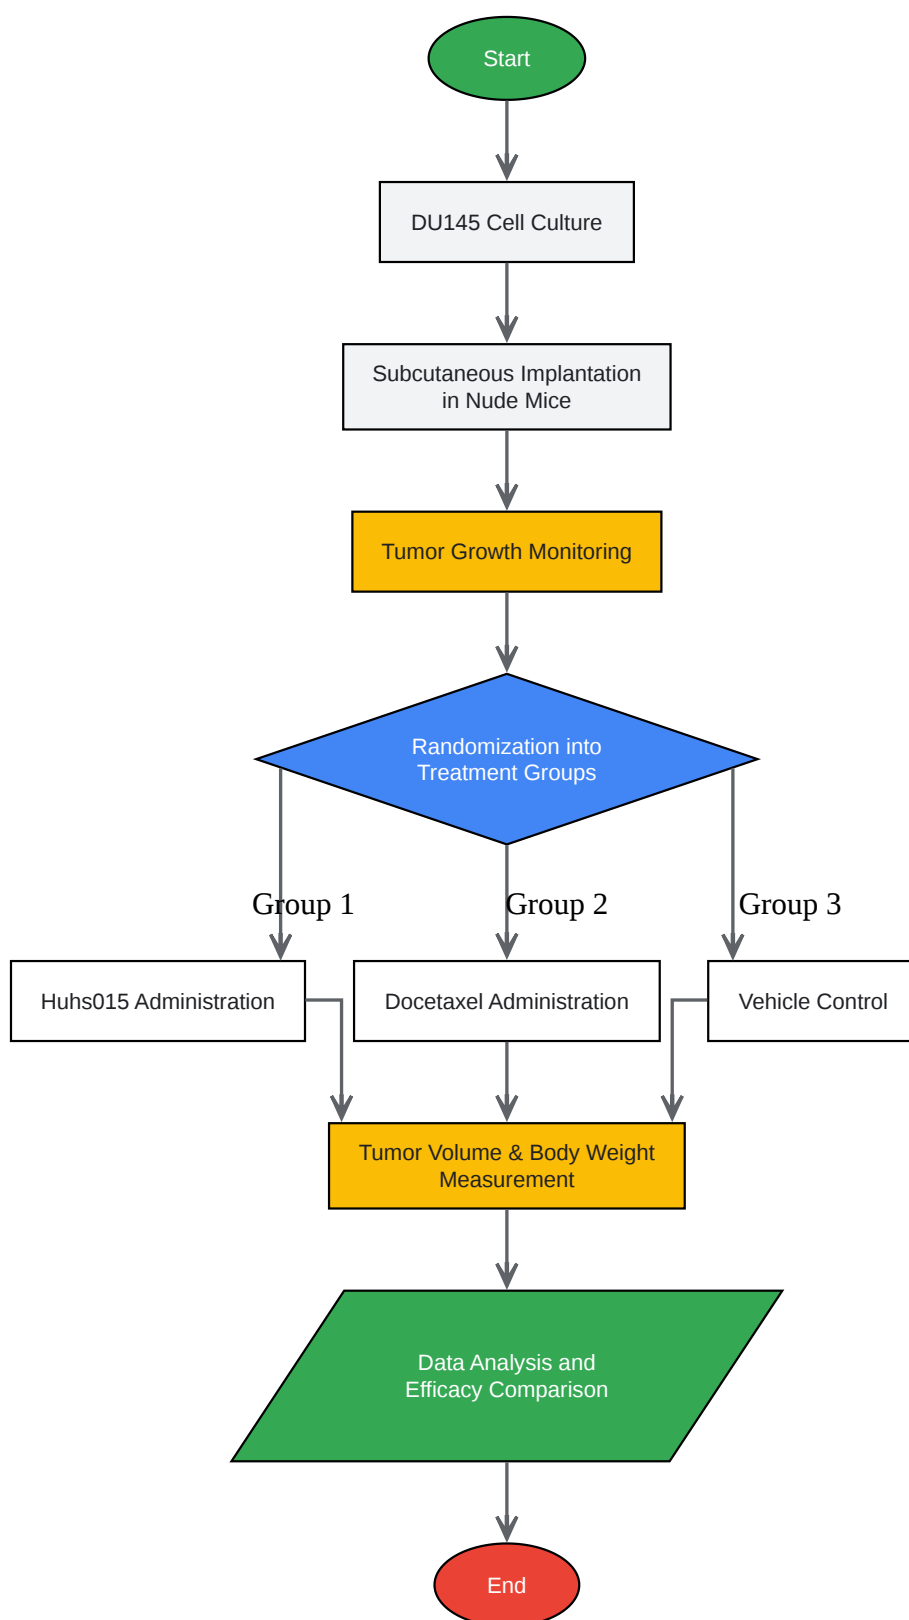 Start
DU145 Cell Culture
Subcutaneous Implantation
in Nude Mice
Tumor Growth Monitoring
Randomization into
Treatment Groups
Group 1
Group 2
Group 3
Huhs015 Administration
Docetaxel Administration
Vehicle Control
Tumor Volume & Body Weight
Measurement
Data Analysis and
Efficacy Comparison
End